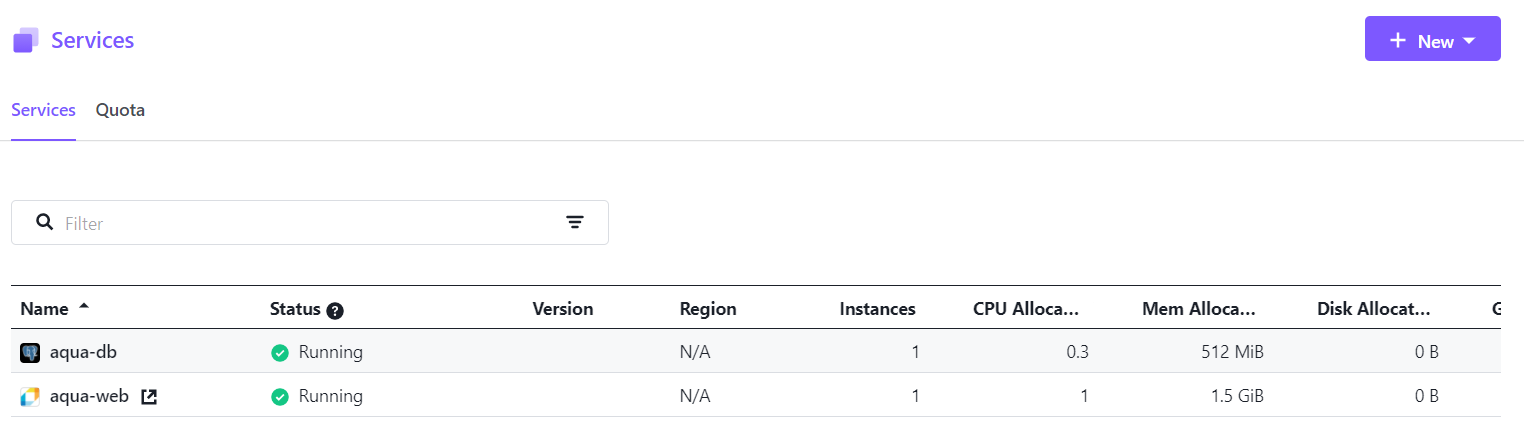 Services
+ New
Services Quota
Filter
Name Status ? Version Region Instances CPU Alloca... Mem Alloca... Disk Allocat... G
aqua-db Running N/A 1 0.3 512 MiB 0 B
aqua-web Running N/A 1 1 1.5 GiB 0 B